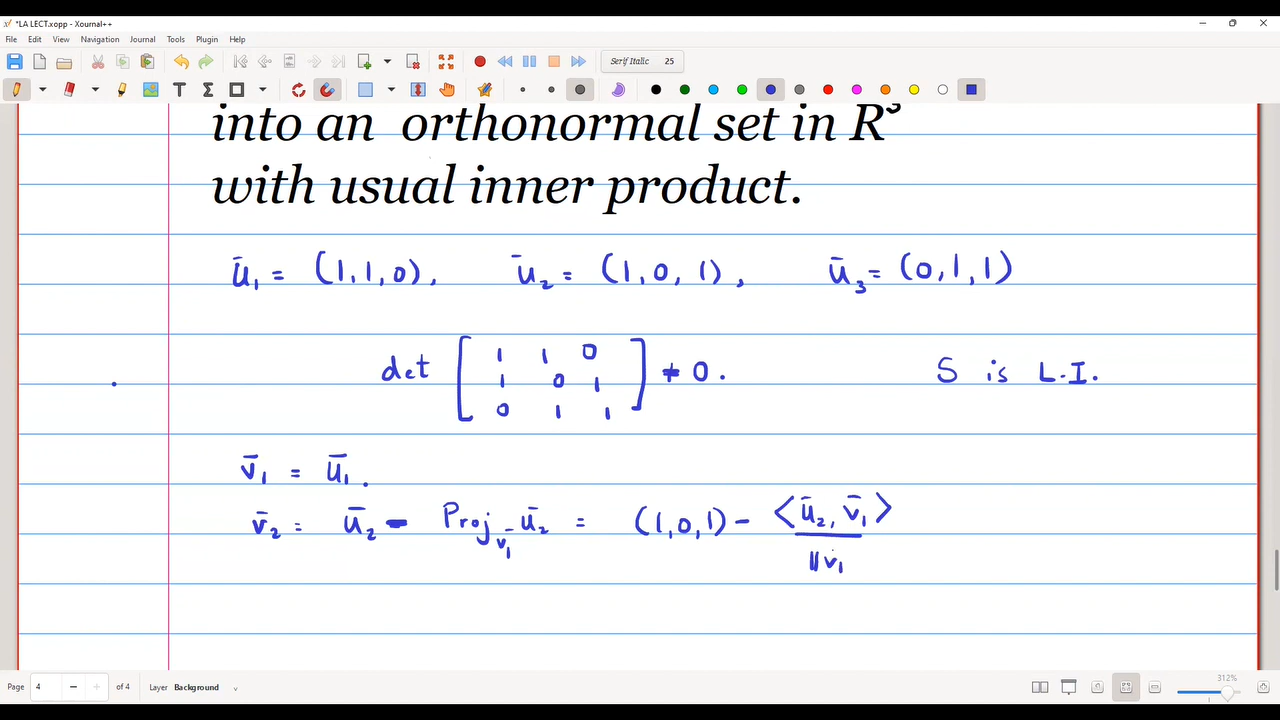 *LA LECT.xopp - Xournal++
File Edit View Navigation Journal Tools Plugin Help
Serif Italic 25
into an orthonormal set in R³
with usual inner product.
ū₁ = (1,1,0), ū₂ = (1,0,1), ū₃ = (0,1,1)
det [ 1 1 0
1 0 1
0 1 1 ] ≠ 0. S is L.I.
v̄₁ = ū₁.
v̄₂ = ū₂ - Proj_v̄₁ ū₂ = (1,0,1) - <ū₂, v̄₁>
||v̄₁
Page 4 of 4 Layer Background 312%